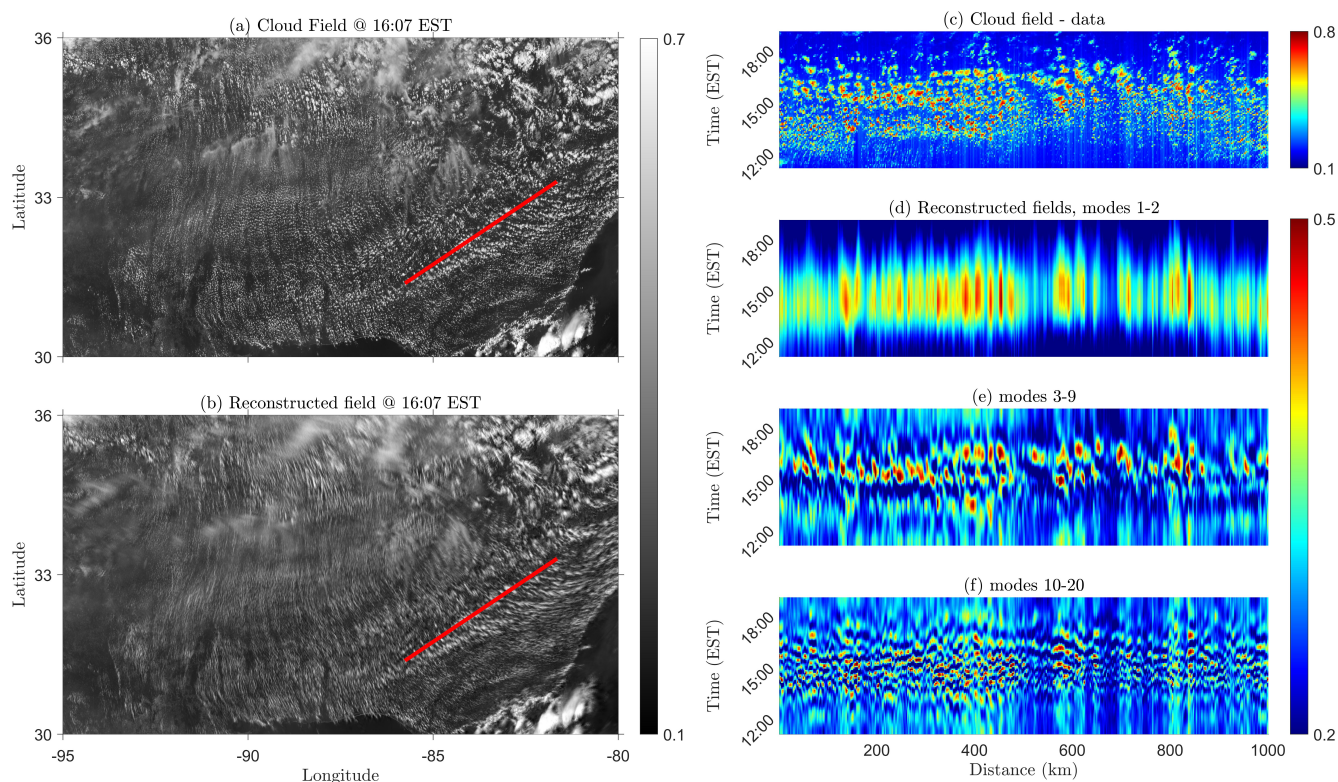 (a) Cloud Field @ 16:07 EST
36
33
30
Latitude
0.7
0.1
(b) Reconstructed field @ 16:07 EST
36
33
30
Latitude
-95
-90
-85
-80
Longitude
(c) Cloud field - data
18:00
15:00
12:00
Time (EST)
0.8
0.1
(d) Reconstructed fields, modes 1-2
18:00
15:00
12:00
Time (EST)
0.5
0.2
(e) modes 3-9
18:00
15:00
12:00
Time (EST)
(f) modes 10-20
18:00
15:00
12:00
Time (EST)
200
400
600
800
1000
Distance (km)